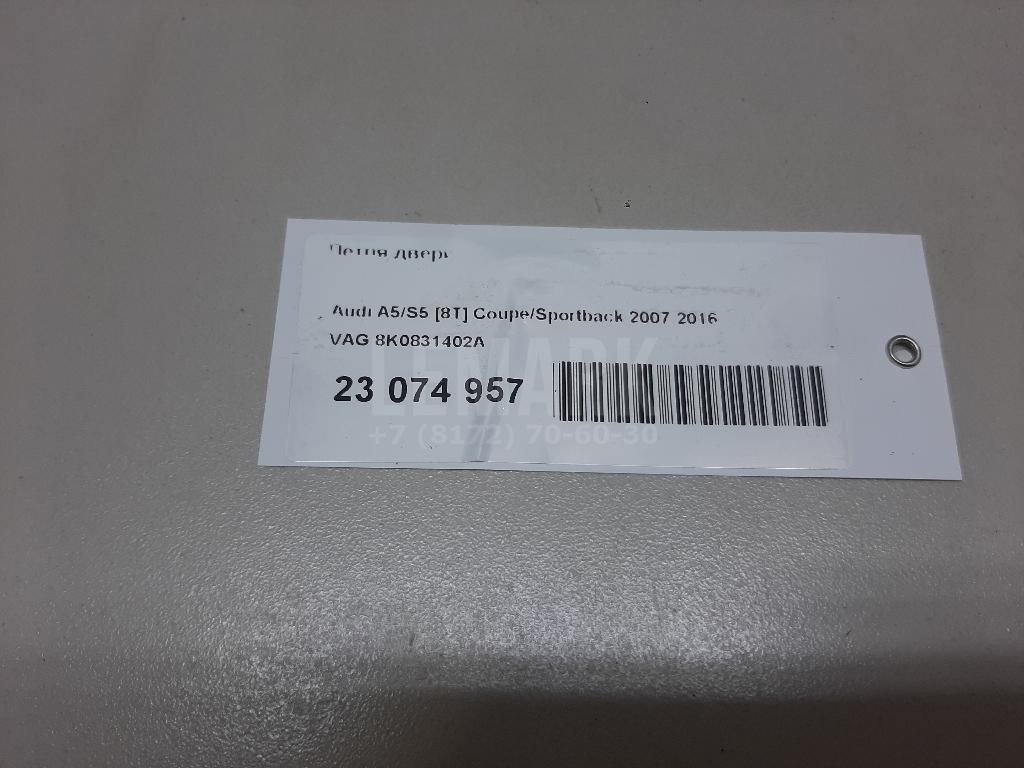 Петля двери
Audi A5/S5 [8T] Coupe/Sportback 2007 2016
VAG 8K0831402A
23 074 957
LEMARK
+7 (8172) 70-60-30